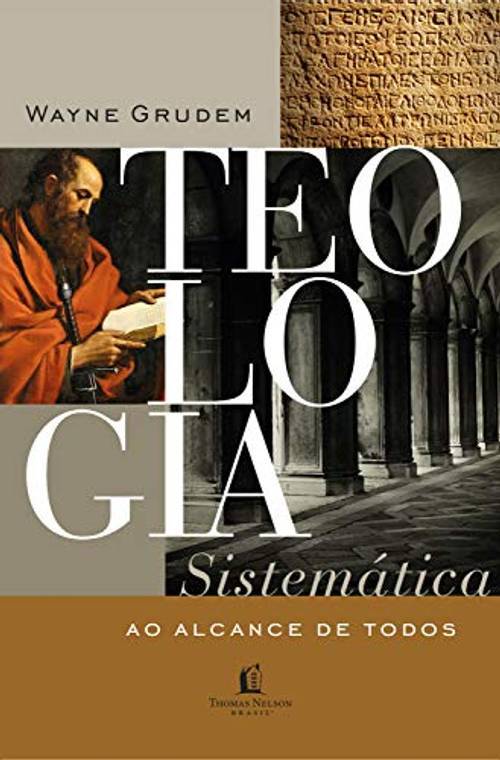 WAYNE GRUDEM
TEO
LO
GIA
Sistemática
AO ALCANCE DE TODOS
THOMAS NELSON
BRASIL®